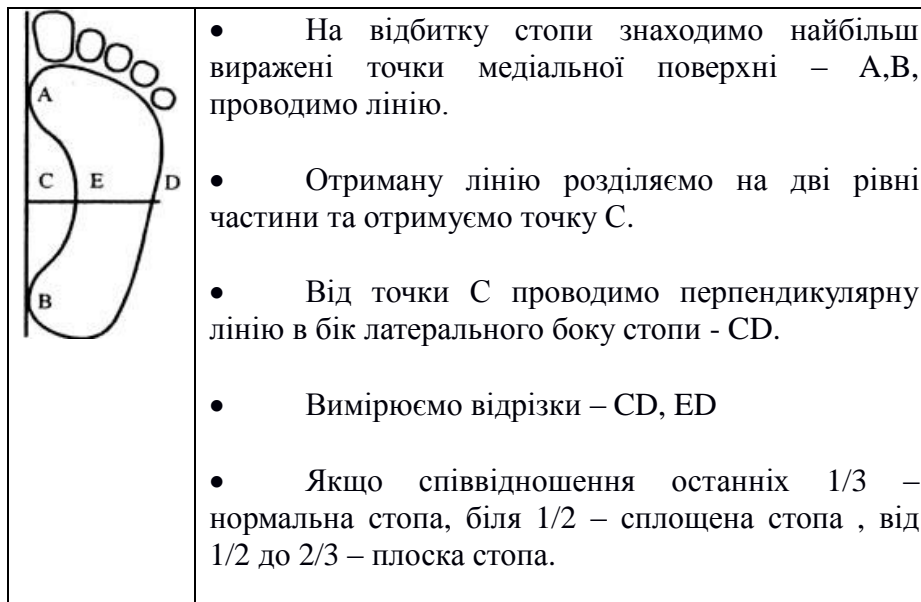 A
C
E
D
B
• На відбитку стопи знаходимо найбільш
виражені точки медіальної поверхні – А,В,
проводимо лінію.
• Отриману лінію розділяємо на дві рівні
частини та отримуємо точку С.
• Від точки С проводимо перпендикулярну
лінію в бік латерального боку стопи - CD.
• Вимірюємо відрізки – CD, ED
• Якщо співвідношення останніх 1/3 –
нормальна стопа, біля 1/2 – сплощена стопа , від
1/2 до 2/3 – плоска стопа.